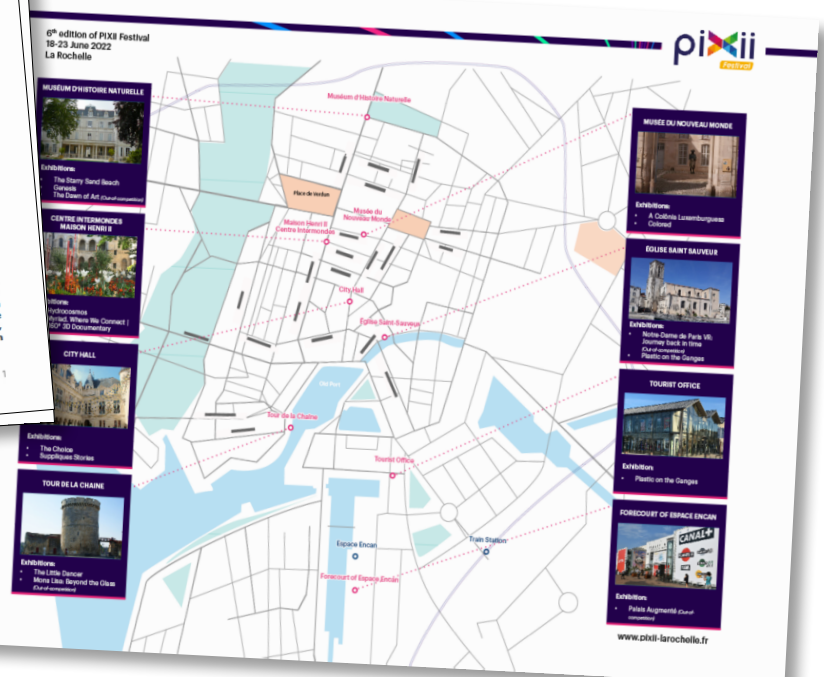 6th edition of PIXII Festival
18-23 June 2022
La Rochelle
pixii
Festival
MUSÉUM D'HISTOIRE NATURELLE
Exhibitions:
• The Starry Sand Beach
Genesis
The Dawn of Art (Out-of-competition)
CENTRE INTERMONDES
MAISON HENRI II
Hydrocosmos
Myriad. Where We Connect |
360° 3D Documentary
CITY HALL
Exhibitions:
• The Choice
• Suppliques Stories
TOUR DE LA CHAINE
Exhibitions:
• The Little Dancer
• Mona Lisa: Beyond the Glass
(Out-of-competition)
Muséum d'Histoire Naturelle
Place de Verdun
Musée du
Nouveau Monde
Maison Henri II
Centre Intermondes
City Hall
Eglise Saint-Sauveur
Old Port
Tour de la Chaine
Tourist Office
Espace Encan
Train Station
Forecourt of Espace Encan
MUSÉE DU NOUVEAU MONDE
Exhibitions:
• A Colônia Luxemburguesa
• Colored
EGLISE SAINT SAUVEUR
Exhibitions:
• Notre-Dame de Paris VR:
Journey back in time
(Out-of-competition)
• Plastic on the Ganges
TOURIST OFFICE
Exhibition:
• Plastic on the Ganges
FORECOURT OF ESPACE ENCAN
CANAL+
Exhibition:
• Palais Augmenté (Out-of-
competition)
www.pixii-larochelle.fr
1